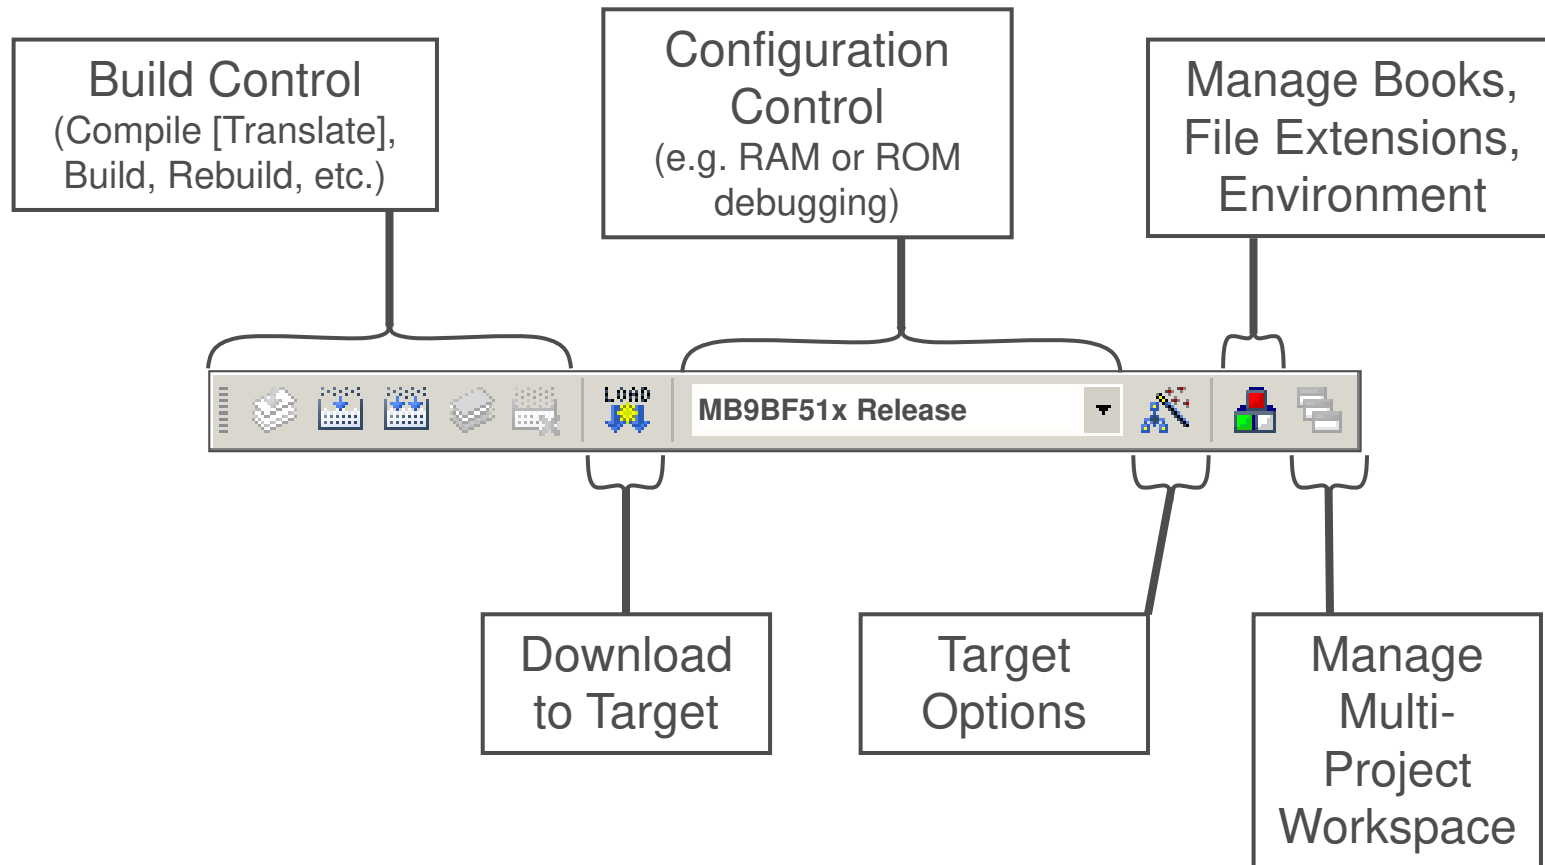 Build Control
(Compile [Translate],
Build, Rebuild, etc.)
Configuration
Control
(e.g. RAM or ROM
debugging)
Manage Books,
File Extensions,
Environment
LOAD
MB9BF51x Release
Download
to Target
Target
Options
Manage
Multi-
Project
Workspace